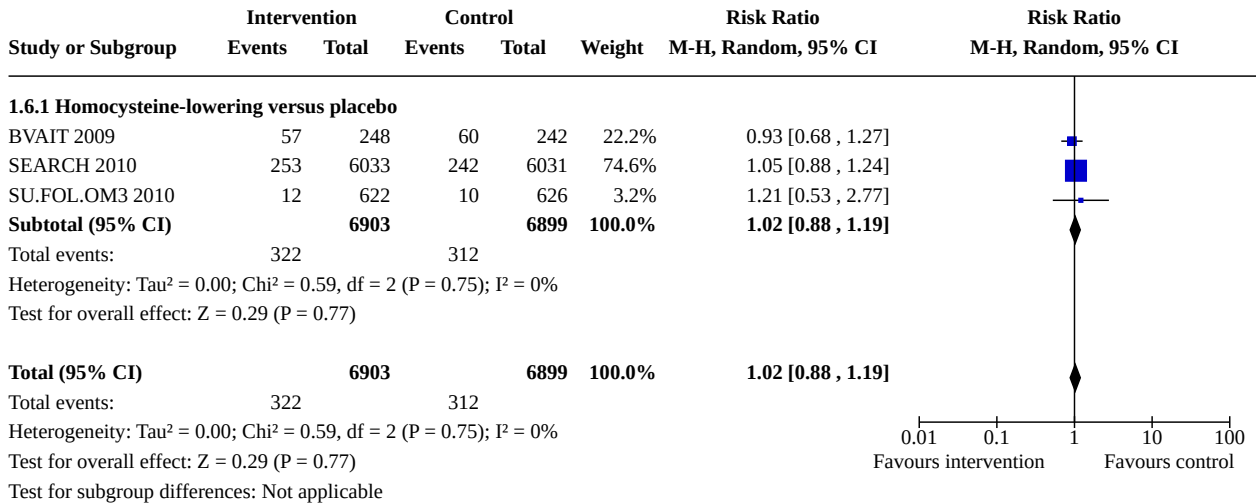 Intervention Control Risk Ratio Risk Ratio
Study or Subgroup Events Total Events Total Weight M-H, Random, 95% CI M-H, Random, 95% CI
1.6.1 Homocysteine-lowering versus placebo
BVAIT 2009 57 248 60 242 22.2% 0.93 [0.68 , 1.27]
SEARCH 2010 253 6033 242 6031 74.6% 1.05 [0.88 , 1.24]
SU.FOL.OM3 2010 12 622 10 626 3.2% 1.21 [0.53 , 2.77]
Subtotal (95% CI) 6903 6899 100.0% 1.02 [0.88 , 1.19]
Total events: 322 312
Heterogeneity: Tau² = 0.00; Chi² = 0.59, df = 2 (P = 0.75); I² = 0%
Test for overall effect: Z = 0.29 (P = 0.77)
Total (95% CI) 6903 6899 100.0% 1.02 [0.88 , 1.19]
Total events: 322 312
Heterogeneity: Tau² = 0.00; Chi² = 0.59, df = 2 (P = 0.75); I² = 0%
0.01 0.1 1 10 100
Test for overall effect: Z = 0.29 (P = 0.77) Favours intervention Favours control
Test for subgroup differences: Not applicable